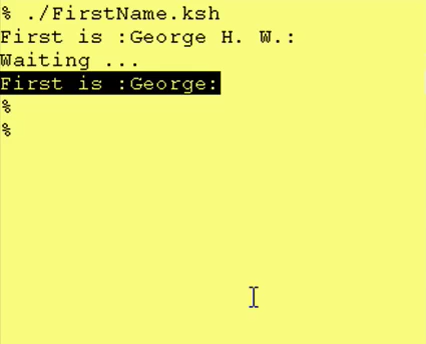 % ./FirstName.ksh
First is :George H. W.:
Waiting ...
First is :George:
%
%